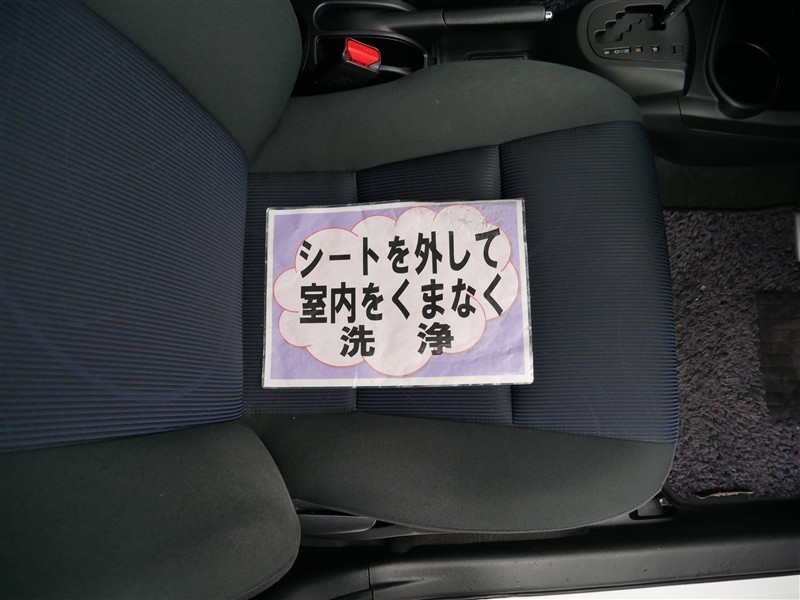 シートを外して
室内をくまなく
洗　浄